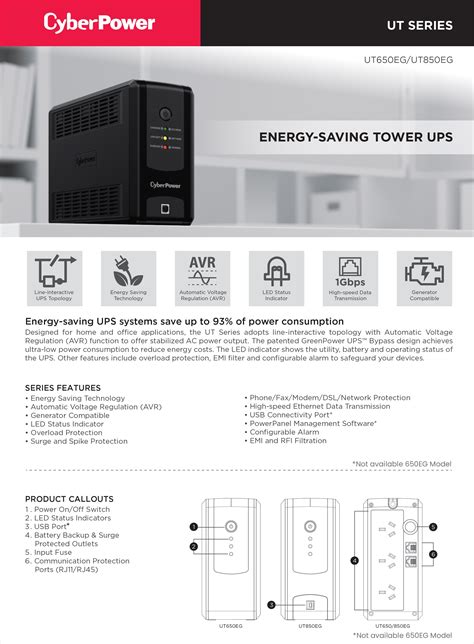 CyberPower
UT SERIES
UT650EG/UT850EG
ENERGY-SAVING TOWER UPS
CyberPower
CyberPower
AVR
1Gbps
Line-interactive
UPS Topology
Energy Saving
Technology
Automatic Voltage
Regulation (AVR)
LED Status
Indicator
High-speed Data
Transmission
Generator
Compatible
Energy-saving UPS systems save up to 93% of power consumption
Designed for home and office applications, the UT Series adopts line-interactive topology with Automatic Voltage
Regulation (AVR) function to offer stabilized AC power output. The patented GreenPower UPS™ Bypass design achieves
ultra-low power consumption to reduce energy costs. The LED indicator shows the utility, battery and operating status of
the UPS. Other features include overload protection, EMI filter and configurable alarm to safeguard your devices.
SERIES FEATURES
• Energy Saving Technology
• Automatic Voltage Regulation (AVR)
• Generator Compatible
• LED Status Indicator
• Overload Protection
• Surge and Spike Protection
• Phone/Fax/Modem/DSL/Network Protection
• High-speed Ethernet Data Transmission
• USB Connectivity Port*
• PowerPanel Management Software*
• Configurable Alarm
• EMI and RFI Filtration
*Not available 650EG Model
PRODUCT CALLOUTS
1 . Power On/Off Switch
2. LED Status Indicators
3. USB Port*
4. Battery Backup & Surge
Protected Outlets
5. Input Fuse
6. Communication Protection
Ports (RJ11/RJ45)
1
2
3
4
5
6
UT650EG
UT850EG
UT650/850EG
*Not available 650EG Model